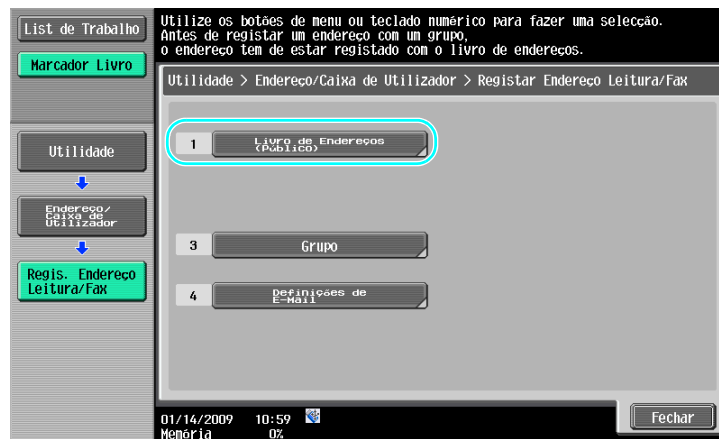 Utilize os botões de menu ou teclado numérico para fazer uma selecção.
Antes de registar um endereço com um grupo,
o endereço tem de estar registado com o livro de endereços.
List de Trabalho
Marcador Livro
Utilidade > Endereço/Caixa de Utilizador > Registar Endereço Leitura/Fax
Utilidade
Endereço/
Caixa de
Utilizador
Regis. Endereço
Leitura/Fax
1 Livro de Endereços
(Público)
3 Grupo
4 Definições de
E-Mail
01/14/2009 10:59
Memória 0%
Fechar